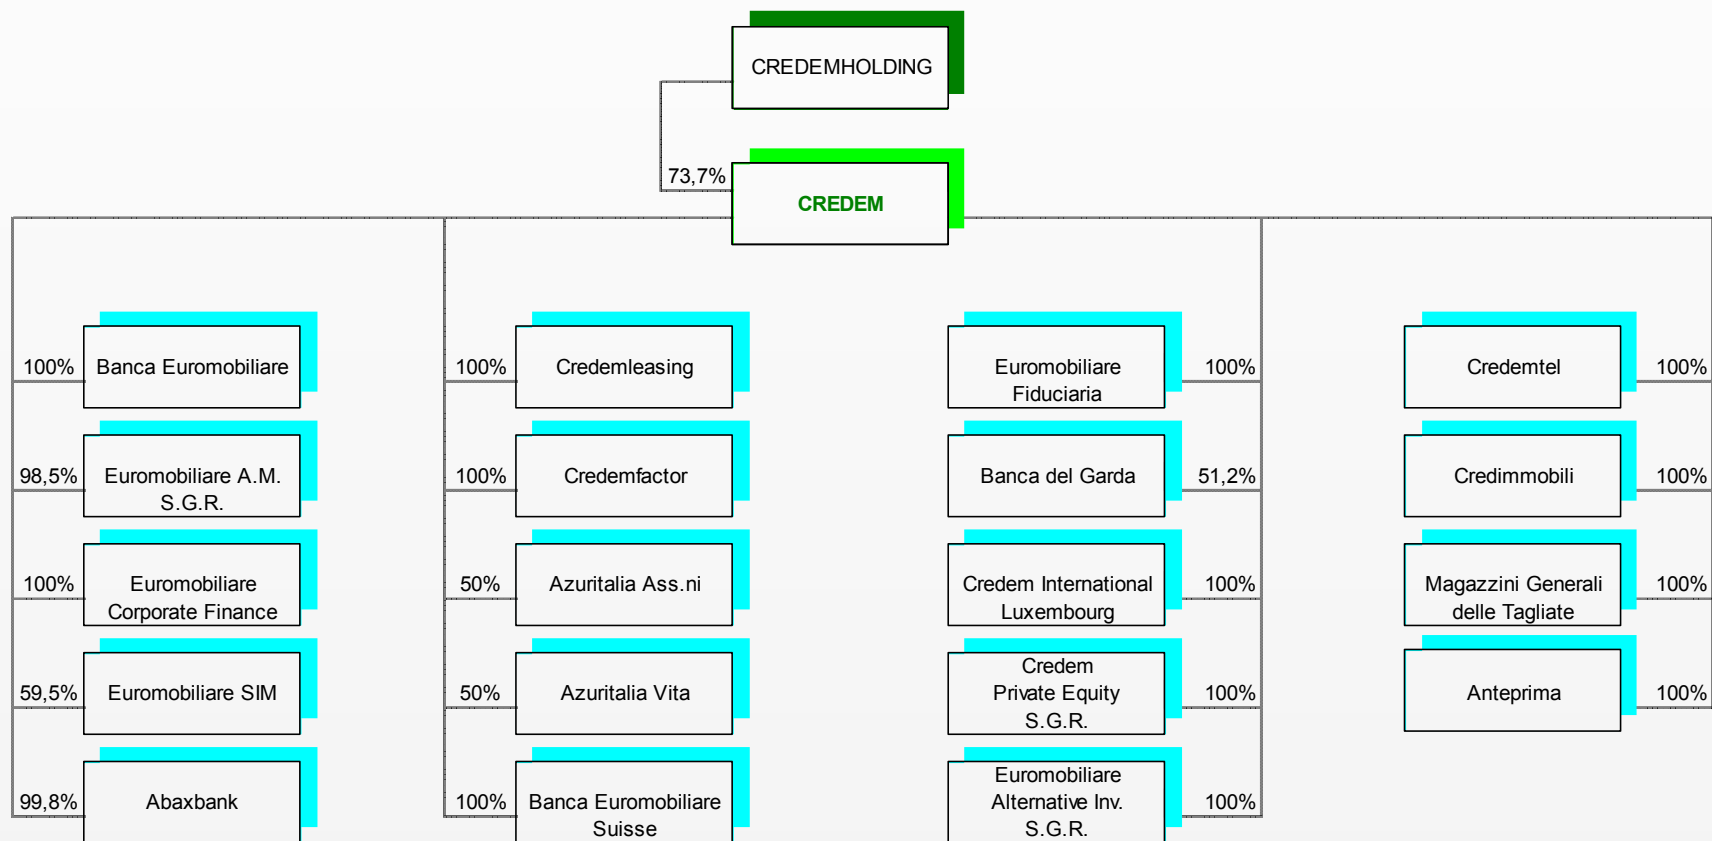 CREDEMHOLDING
73,7%
CREDEM
100%
Banca Euromobiliare
98,5%
Euromobiliare A.M.
S.G.R.
100%
Euromobiliare
Corporate Finance
59,5%
Euromobiliare SIM
99,8%
Abaxbank
100%
Credemleasing
100%
Credemfactor
50%
Azuritalia Ass.ni
50%
Azuritalia Vita
100%
Banca Euromobiliare
Suisse
Euromobiliare
Fiduciaria
100%
Banca del Garda
51,2%
Credem International
Luxembourg
100%
Credem
Private Equity
S.G.R.
100%
Euromobiliare
Alternative Inv.
S.G.R.
100%
Credemtel
100%
Credimmobili
100%
Magazzini Generali
delle Tagliate
100%
Anteprima
100%